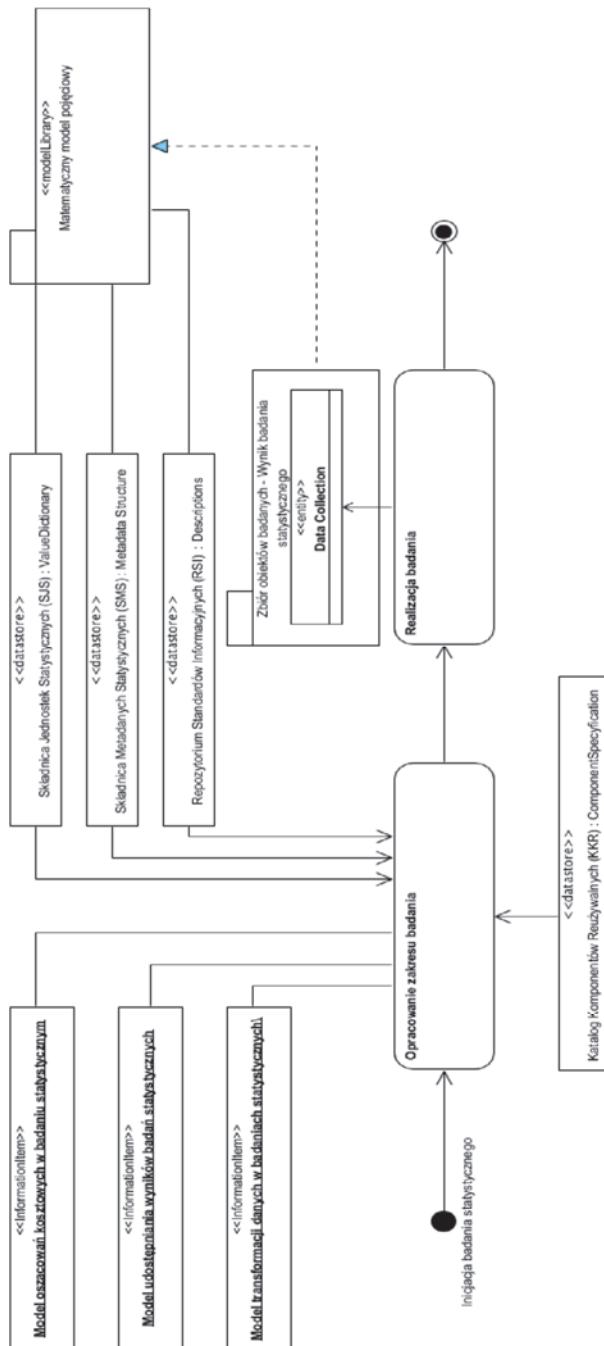 <<InformationItem>>
Model oszacowań kosztowych w badaniu statystycznym
<<InformationItem>>
Model udostępniania wyników badań statystycznych
<<InformationItem>>
Model transformacji danych w badaniach statystycznych\
<<datastore>>
Składnica Jednostek Statystycznych (SJS) : ValueDictionary
<<datastore>>
Składnica Metadanych Statystycznych (SMS) : Metadata Structure
<<datastore>>
Repozytorium Standardów Informacyjnych (RSI) : Descriptions
<<modelLibrary>>
Matematyczny model pojęciowy
Zbiór obiektów badanych - Wynik badania
statystycznego
<<entity>>
Data Collection
Inicjacja badania statystycznego
Opracowanie zakresu badania
Realizacja badania
<<datastore>>
Katalog Komponentów Reużywalnych (KKR) : ComponentSpecyfication